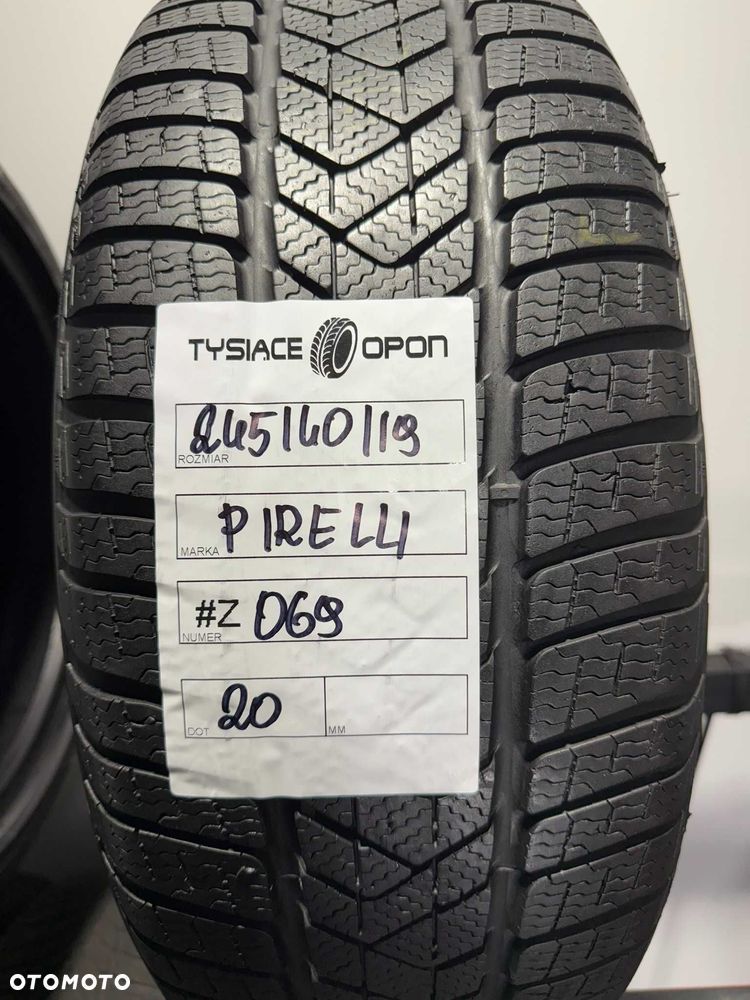 TYSIACE OPON
245/40/19
ROZMIAR
PIRELLI
MARKA
#Z 069
NUMER
20
DOT
MM
OTOMOTO